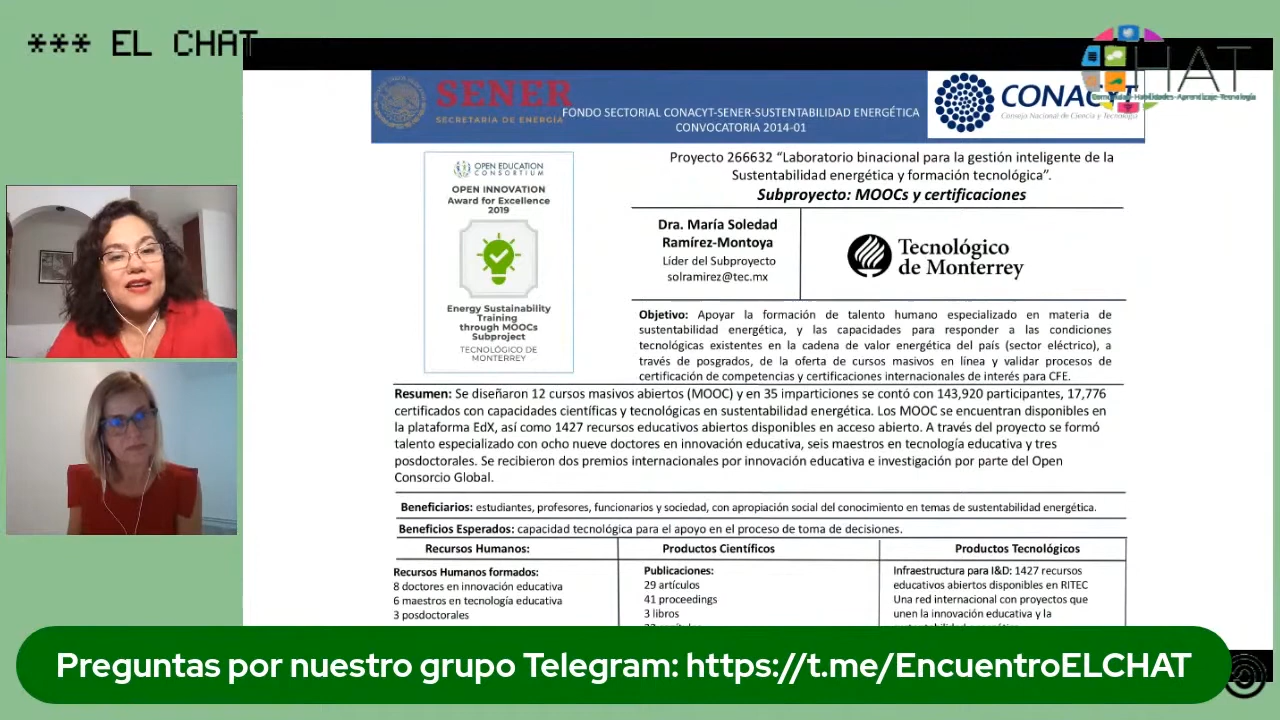 *** EL CHAT
HAT
Comunidad-Habilidades-Aprendizaje-Tecnología
SENER
SECRETARÍA DE ENERGÍA
FONDO SECTORIAL CONACYT-SENER-SUSTENTABILIDAD ENERGÉTICA
CONVOCATORIA 2014-01
CONACYT
Consejo Nacional de Ciencia y Tecnología
OPEN EDUCATION
CONSORTIUM
OPEN INNOVATION
Award for Excellence
2019
Energy Sustainability
Training
through MOOCs
Subproject
TECNOLÓGICO DE
MONTERREY
Proyecto 266632 “Laboratorio binacional para la gestión inteligente de la
Sustentabilidad energética y formación tecnológica”.
Subproyecto: MOOCs y certificaciones
Dra. María Soledad
Ramírez-Montoya
Líder del Subproyecto
solramirez@tec.mx
Tecnológico
de Monterrey
Objetivo: Apoyar la formación de talento humano especializado en materia de
sustentabilidad energética, y las capacidades para responder a las condiciones
tecnológicas existentes en la cadena de valor energética del país (sector eléctrico), a
través de posgrados, de la oferta de cursos masivos en línea y validar procesos de
certificación de competencias y certificaciones internacionales de interés para CFE.
Resumen: Se diseñaron 12 cursos masivos abiertos (MOOC) y en 35 imparticiones se contó con 143,920 participantes, 17,776
certificados con capacidades científicas y tecnológicas en sustentabilidad energética. Los MOOC se encuentran disponibles en
la plataforma EdX, así como 1427 recursos educativos abiertos disponibles en acceso abierto. A través del proyecto se formó
talento especializado con ocho nueve doctores en innovación educativa, seis maestros en tecnología educativa y tres
posdoctorales. Se recibieron dos premios internacionales por innovación educativa e investigación por parte del Open
Consorcio Global.
Beneficiarios: estudiantes, profesores, funcionarios y sociedad, con apropiación social del conocimiento en temas de sustentabilidad energética.
Beneficios Esperados: capacidad tecnológica para el apoyo en el proceso de toma de decisiones.
Recursos Humanos:
Recursos Humanos formados:
8 doctores en innovación educativa
6 maestros en tecnología educativa
3 posdoctorales
Productos Científicos
Publicaciones:
29 artículos
41 proceedings
3 libros
Productos Tecnológicos
Infraestructura para I&D: 1427 recursos
educativos abiertos disponibles en RITEC
Una red internacional con proyectos que
unen la innovación educativa y la
Preguntas por nuestro grupo Telegram: https://t.me/EncuentroELCHAT